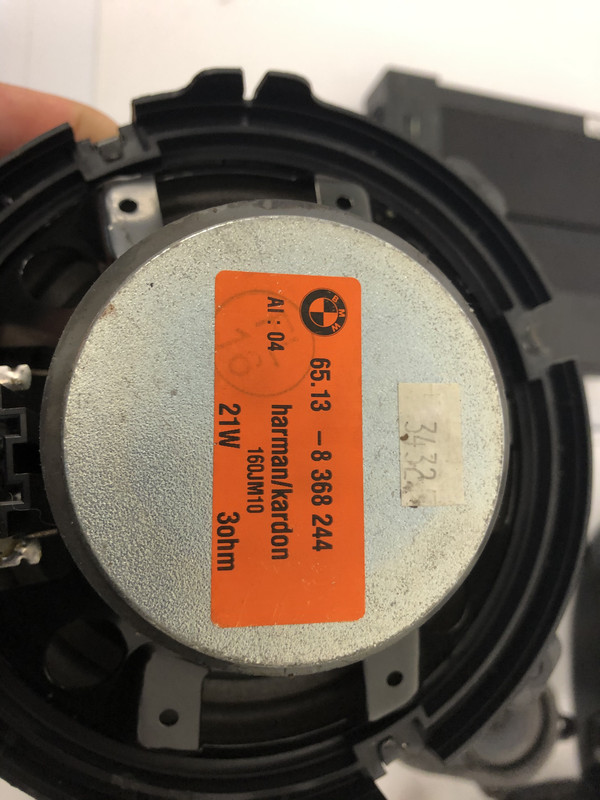 BMW
65.13 - 8 368 244
AI : 04
harman/kardon
160JM10
21W 3ohm
3432